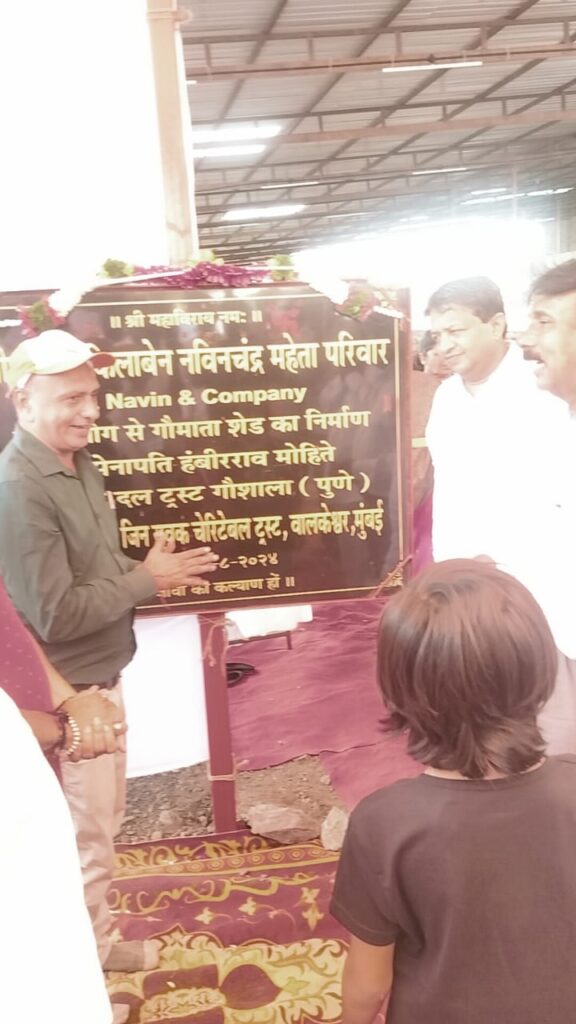 ॥ श्री महाविराय नमः ॥
नविनचंद्र महेता परिवार
Navin & Company
से गौमाता शेड का निर्माण
हंबीरराव मोहिते
दल ट्रस्ट गौशाला ( पुणे )
जिन युवक चेरिटेबल ट्रस्ट, वालकेश्वर,मुंबई
८-२०२४
का कल्याण हों ॥